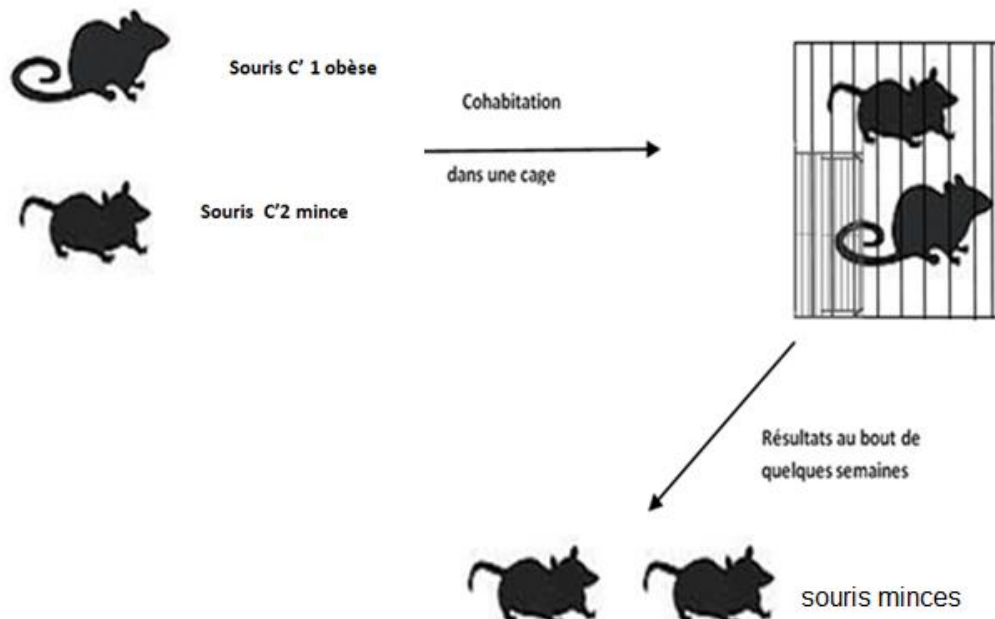 Souris C' 1 obèse
Cohabitation
dans une cage
Souris C'2 mince
Résultats au bout de
quelques semaines
souris minces